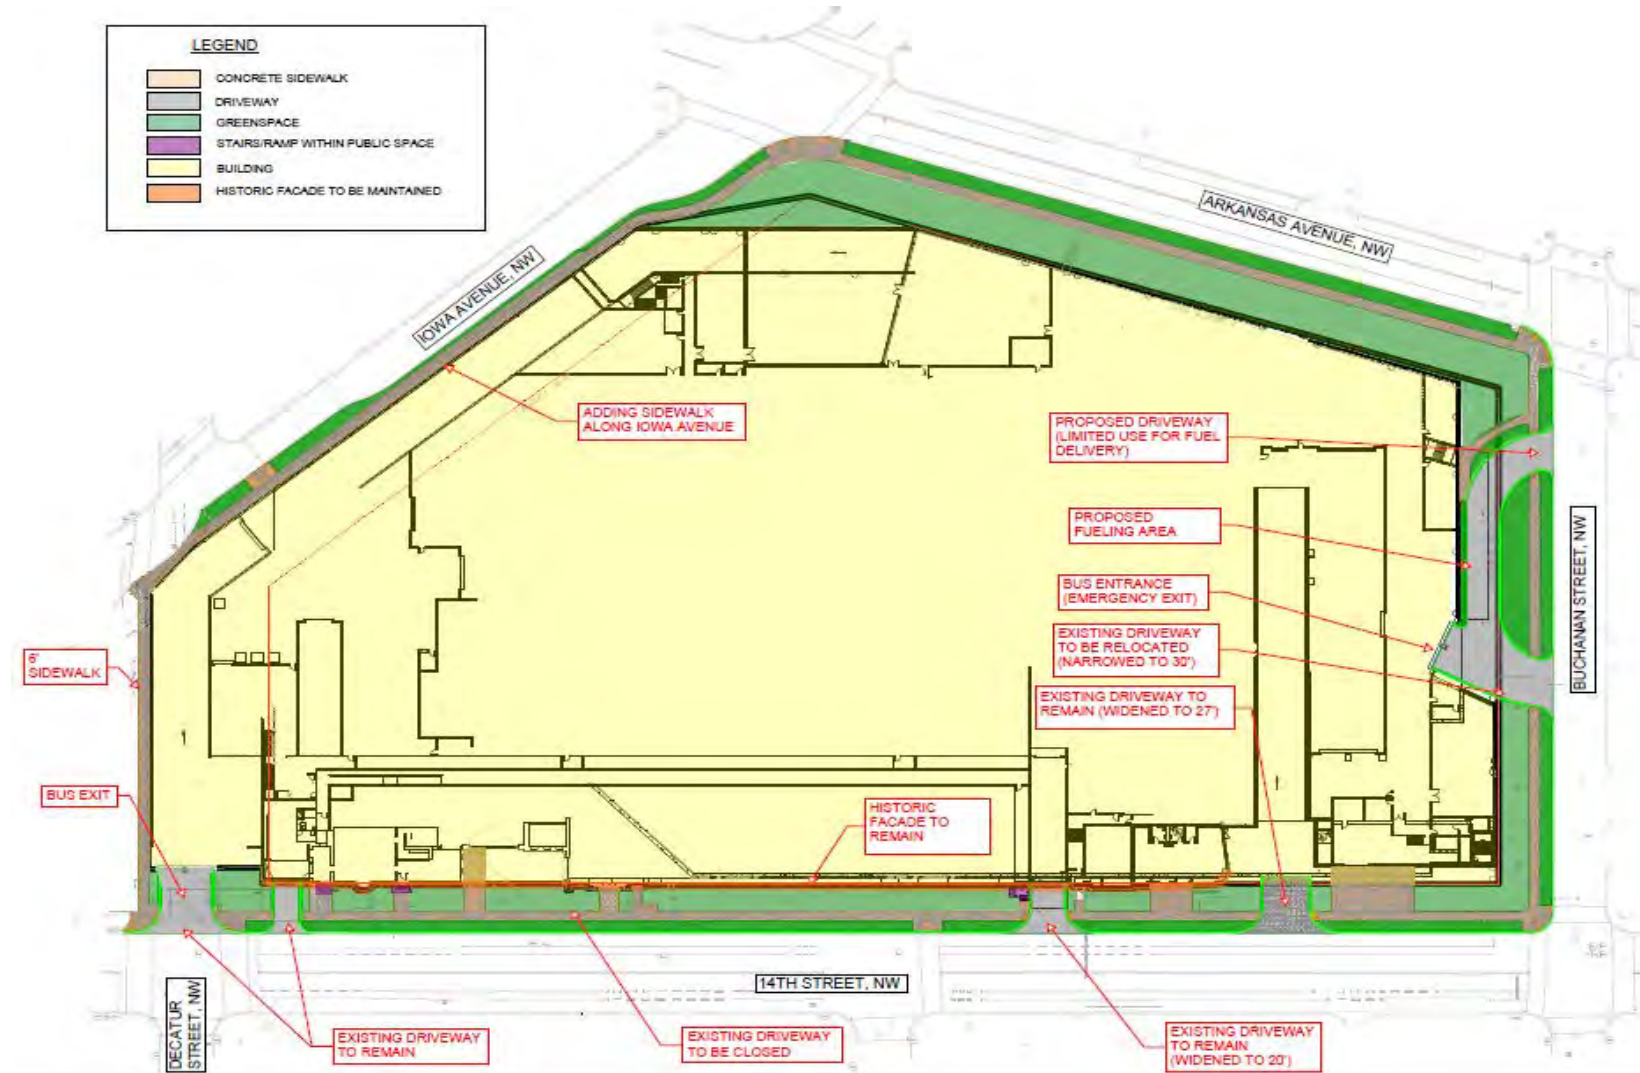 LEGEND
CONCRETE SIDEWALK
DRIVEWAY
GREENSPACE
STAIRS/RAMP WITHIN PUBLIC SPACE
BUILDING
HISTORIC FACADE TO BE MAINTAINED
ARKANSAS AVENUE, NW
IOWA AVENUE, NW
ADDING SIDEWALK
ALONG IOWA AVENUE
PROPOSED DRIVEWAY
(LIMITED USE FOR FUEL
DELIVERY)
PROPOSED
FUELING AREA
BUS ENTRANCE
(EMERGENCY EXIT)
EXISTING DRIVEWAY
TO BE RELOCATED
(NARROWED TO 30')
EXISTING DRIVEWAY TO
REMAIN (WIDENED TO 27')
BUCHANAN STREET, NW
6'
SIDEWALK
BUS EXIT
HISTORIC
FACADE TO
REMAIN
14TH STREET, NW
DECATUR
STREET, NW
EXISTING DRIVEWAY
TO REMAIN
EXISTING DRIVEWAY
TO BE CLOSED
EXISTING DRIVEWAY
TO REMAIN
(WIDENED TO 20')